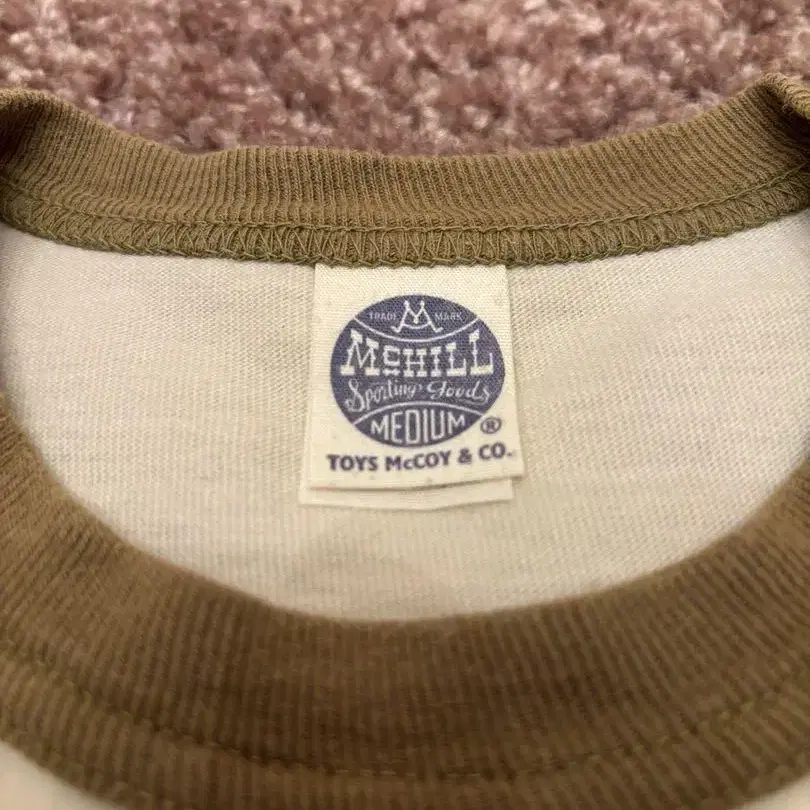 TRADE MARK
McHILL
Sporting Goods
MEDIUM ®
TOYS McCOY & CO.